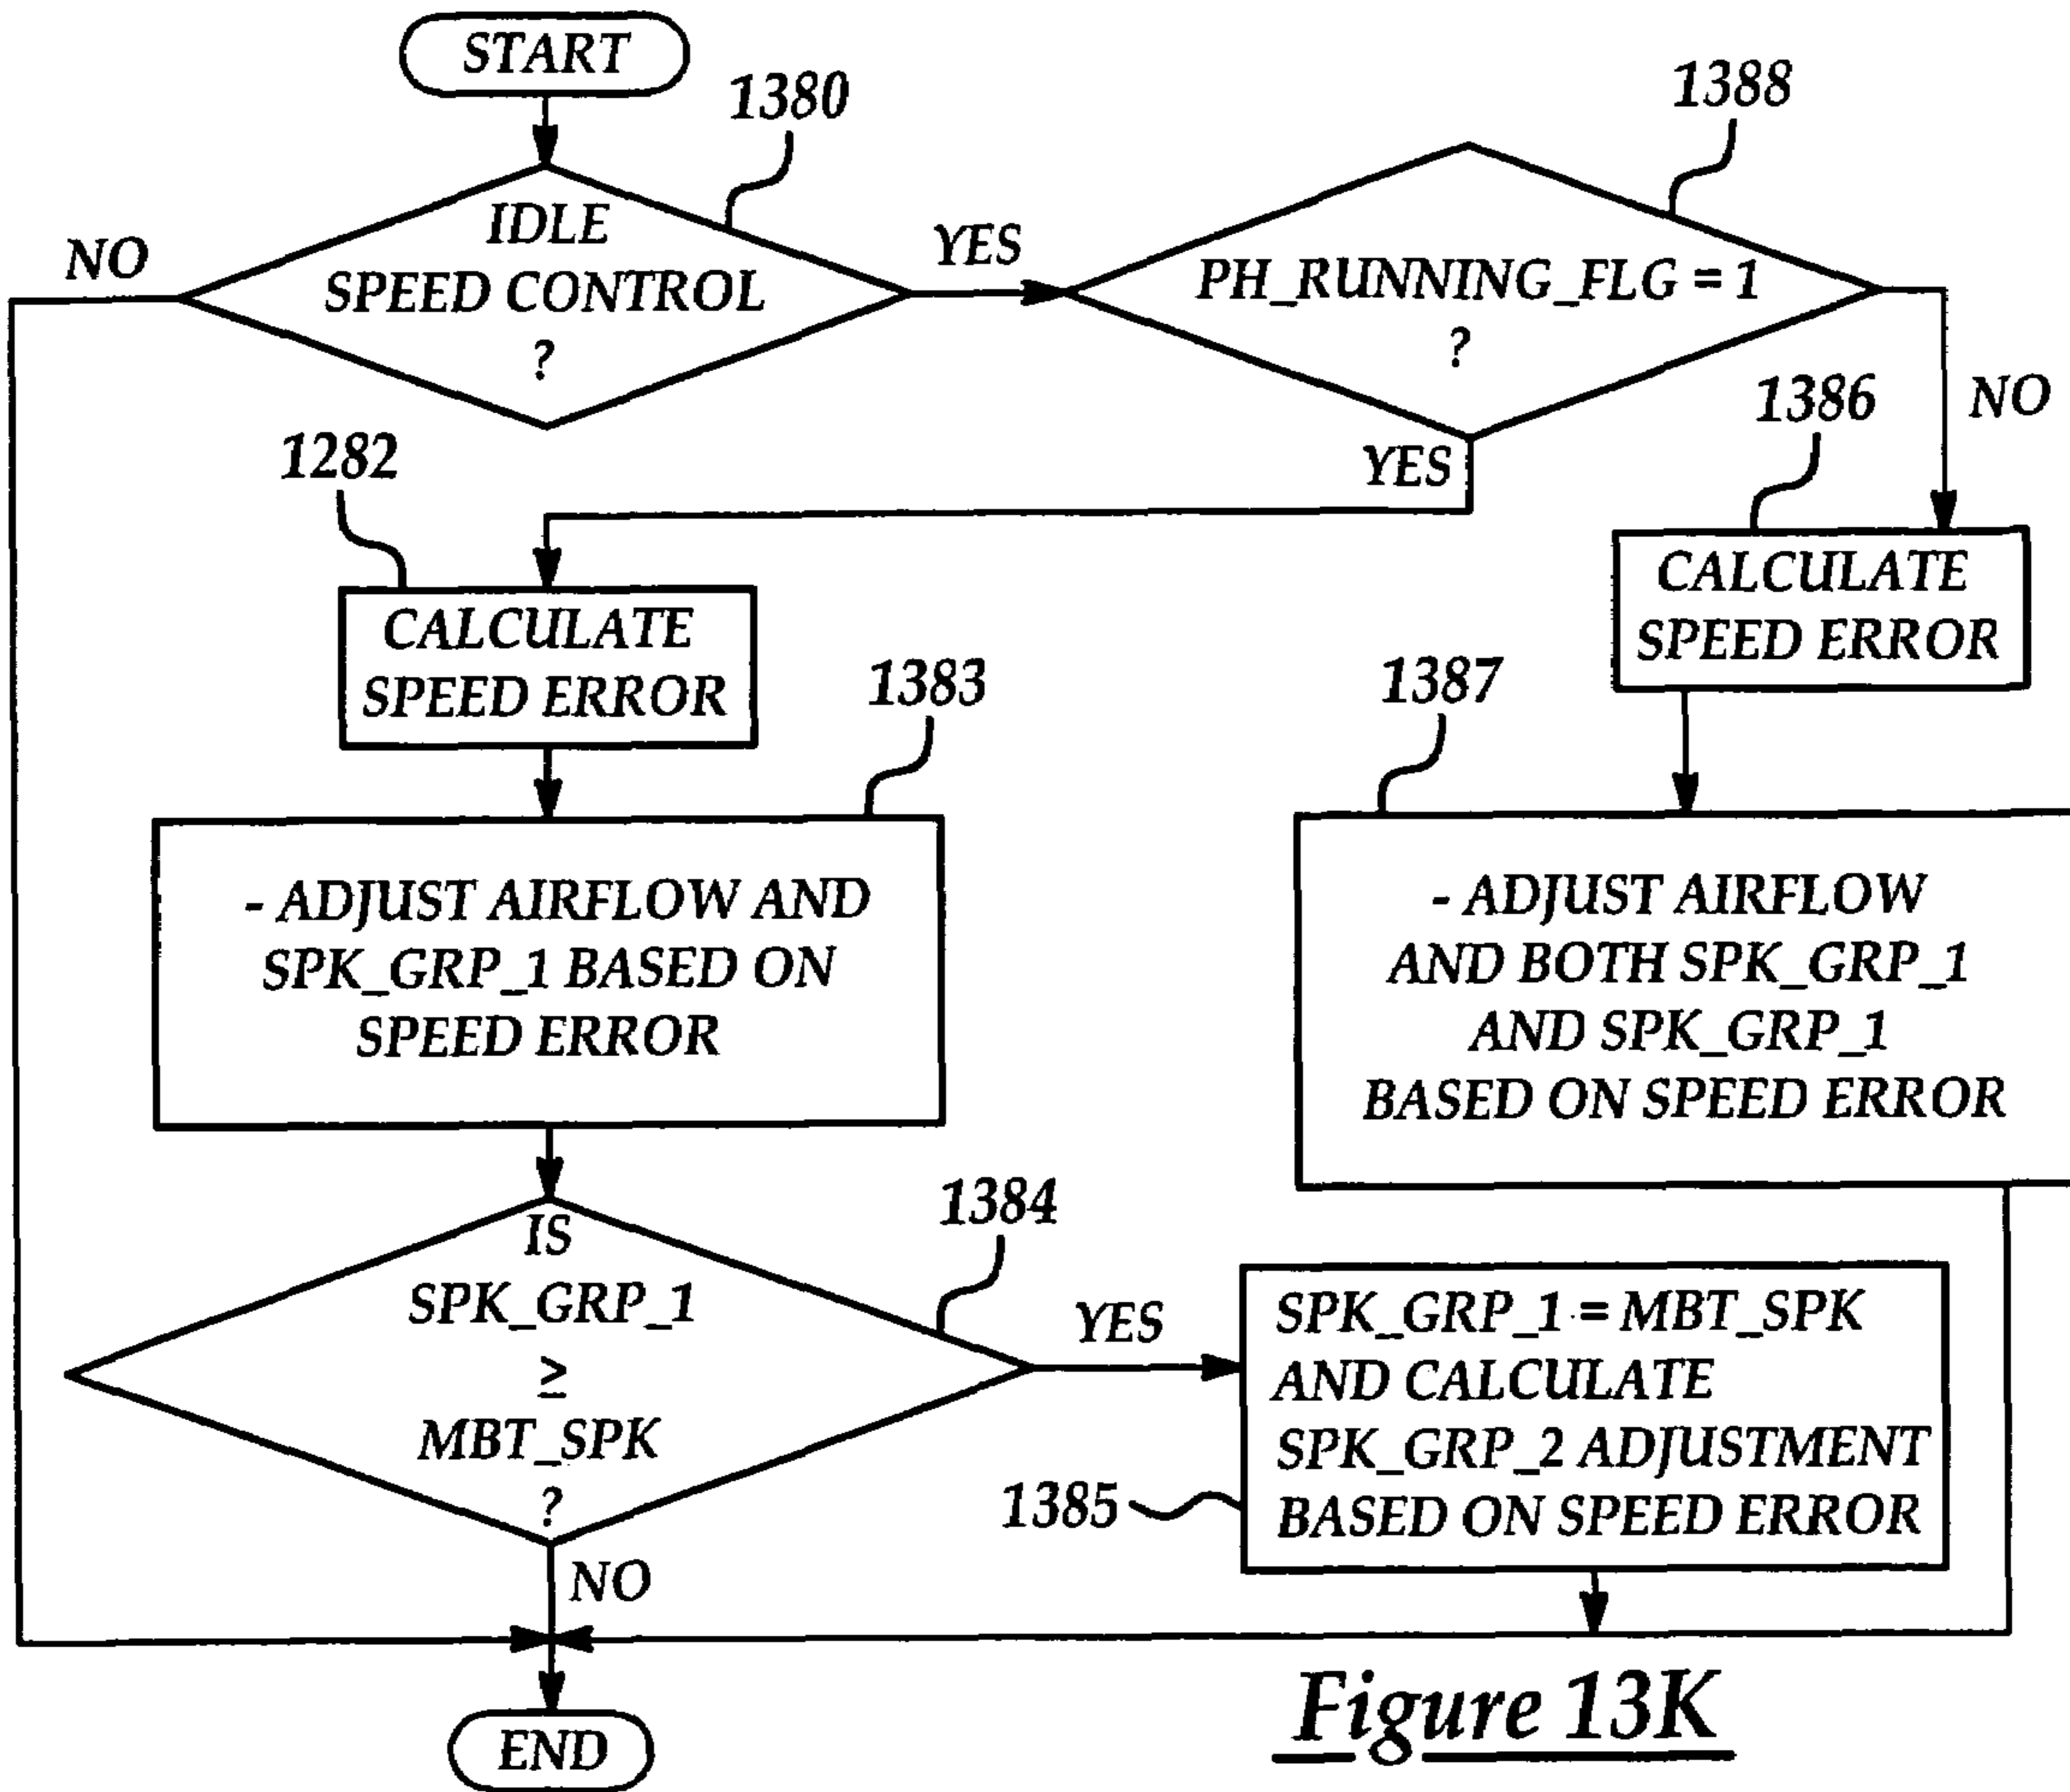 START
1380
IDLE
SPEED CONTROL
?
NO
YES
1388
PH_RUNNING_FLG = 1
?
YES
NO
1282
CALCULATE
SPEED ERROR
1386
CALCULATE
SPEED ERROR
1383
- ADJUST AIRFLOW AND
SPK_GRP_1 BASED ON
SPEED ERROR
1387
- ADJUST AIRFLOW
AND BOTH SPK_GRP_1
AND SPK_GRP_1
BASED ON SPEED ERROR
1384
IS
SPK_GRP_1
≥
MBT_SPK
?
YES
NO
SPK_GRP_1 = MBT_SPK
AND CALCULATE
SPK_GRP_2 ADJUSTMENT
BASED ON SPEED ERROR
1385
END
Figure 13K